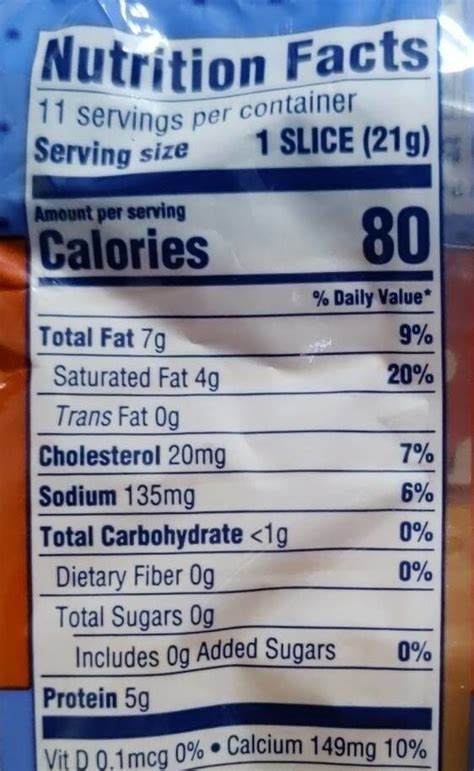 Nutrition Facts
11 servings per container
Serving size 1 SLICE (21g)
Amount per serving
Calories 80
% Daily Value*
Total Fat 7g 9%
Saturated Fat 4g 20%
Trans Fat 0g
Cholesterol 20mg 7%
Sodium 135mg 6%
Total Carbohydrate <1g 0%
Dietary Fiber 0g 0%
Total Sugars 0g
Includes 0g Added Sugars 0%
Protein 5g
Vit D 0.1mcg 0% • Calcium 149mg 10%